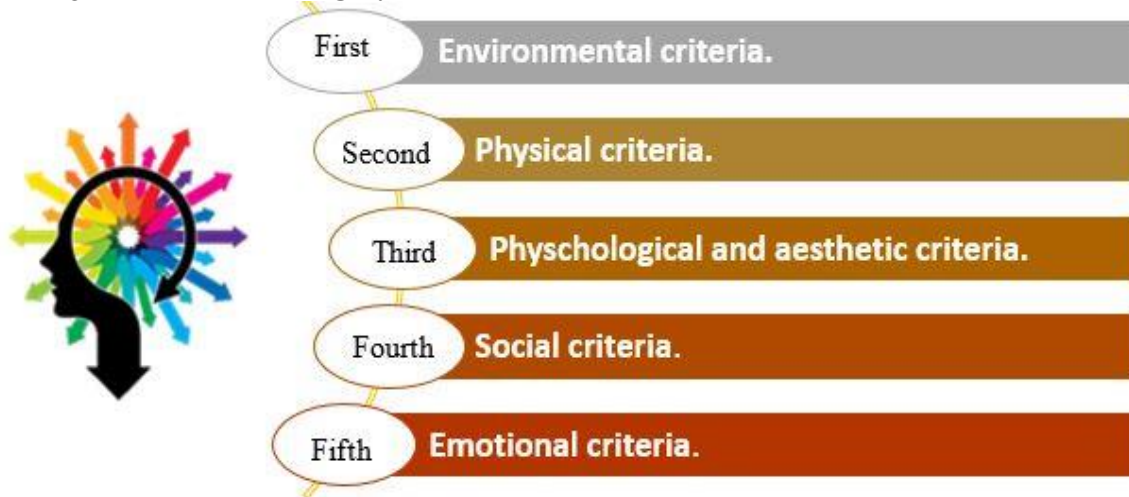 First
Environmental criteria.
Second
Physical criteria.
Third
Physchological and aesthetic criteria.
Fourth
Social criteria.
Fifth
Emotional criteria.